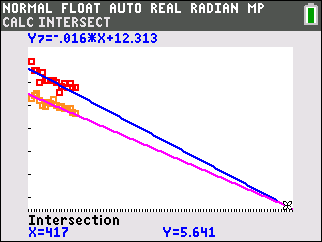 NORMAL FLOAT AUTO REAL RADIAN MP
CALC INTERSECT
Y7=-.016*X+12.313
Intersection
X=417 Y=5.641